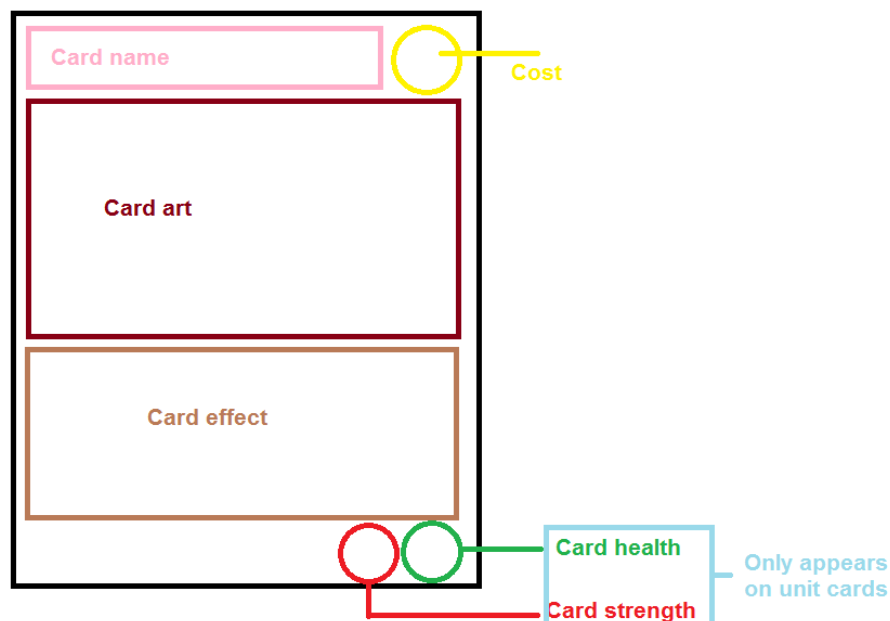 Card name
Cost
Card art
Card effect
Card health
Only appears
on unit cards
Card strength